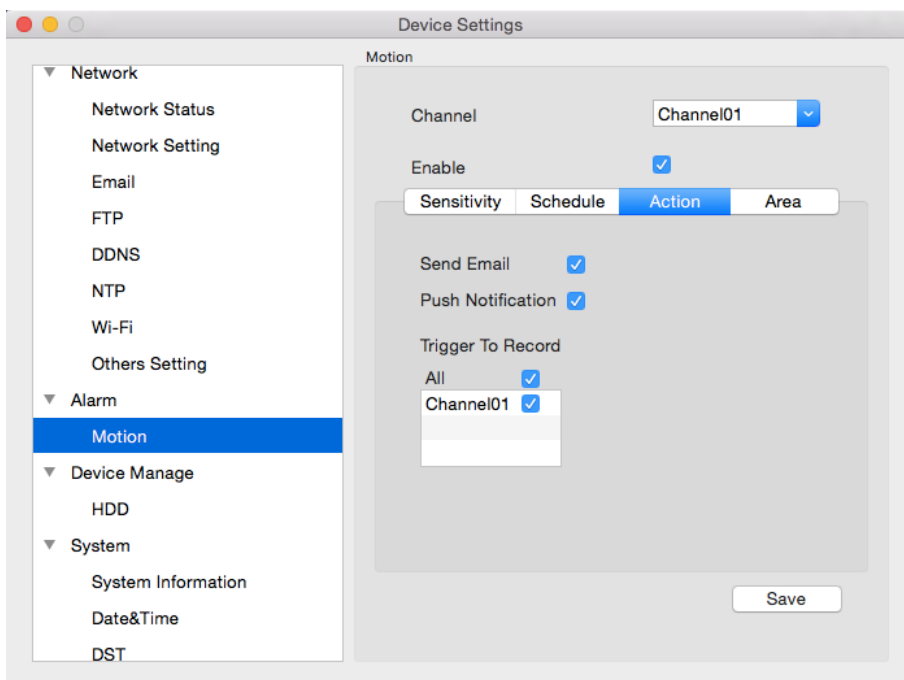 Device Settings
Network
Network Status
Network Setting
Email
FTP
DDNS
NTP
Wi-Fi
Others Setting
Alarm
Motion
Device Manage
HDD
System
System Information
Date&Time
DST
Motion
Channel Channel01
Enable
Sensitivity Schedule Action Area
Send Email
Push Notification
Trigger To Record
All
Channel01
Save